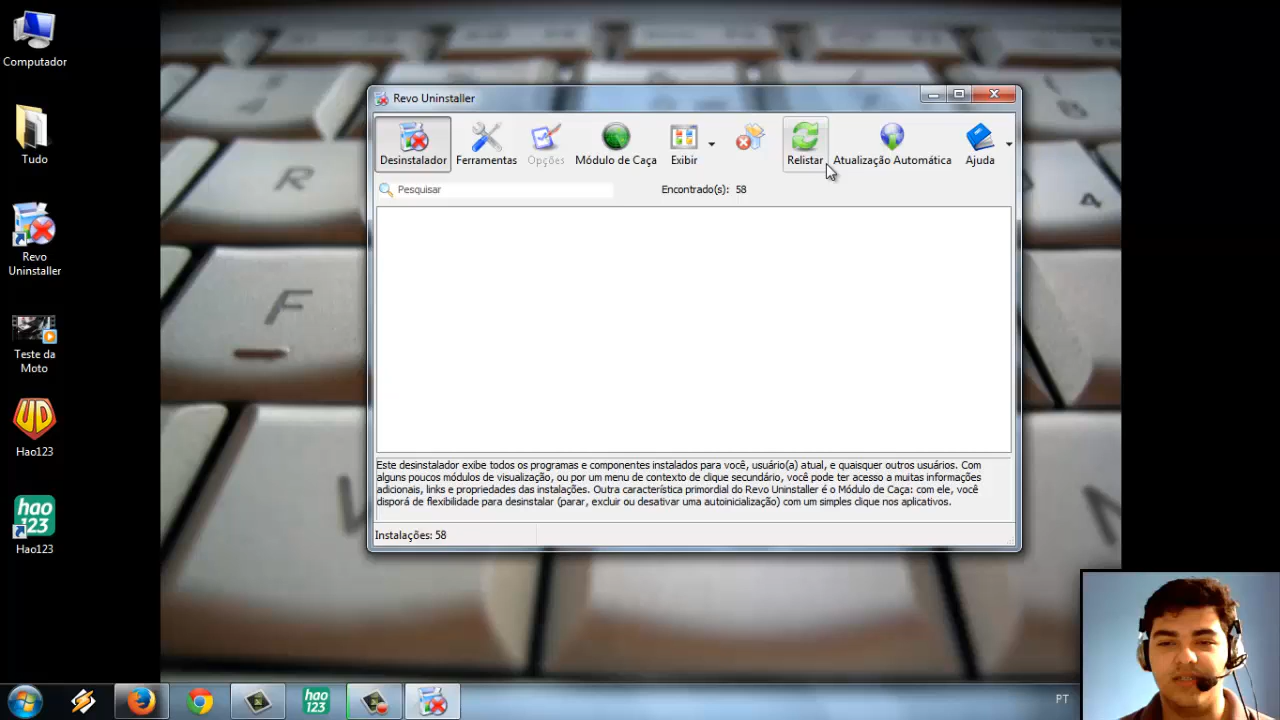 Computador
Tudo
Revo
Uninstaller
Teste da
Moto
UD
Hao123
hao
123
Hao123
Revo Uninstaller
Desinstalador
Ferramentas
Opções
Módulo de Caça
Exibir
Relistar
Atualização Automática
Ajuda
Pesquisar
Encontrado(s): 58
Este desinstalador exibe todos os programas e componentes instalados para você, usuário(a) atual, e quaisquer outros usuários. Com
alguns poucos módulos de visualização, ou por um menu de contexto de clique secundário, você pode ter acesso a muitas informações
adicionais, links e propriedades das instalações. Outra característica primordial do Revo Uninstaller é o Módulo de Caça: com ele, você
disporá de flexibilidade para desinstalar (parar, excluir ou desativar uma autoinicialização) com um simples clique nos aplicativos.
Instalações: 58
R
F
hao
123
PT